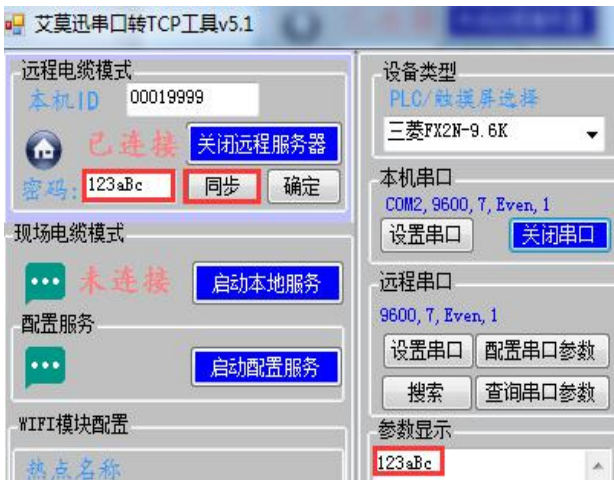 艾莫迅串口转TCP工具v5.1
远程电缆模式
本机ID 00019999
已连接 关闭远程服务器
密码: 123aBc 同步 确定
现场电缆模式
未连接 启动本地服务
配置服务
启动配置服务
WIFI模块配置
热点名称
设备类型
PLC/触摸屏选择
三菱FX2N-9.6K
本机串口
COM2,9600,7,Even,1
设置串口 关闭串口
远程串口
9600,7,Even,1
设置串口 配置串口参数
搜索 查询串口参数
参数显示
123aBc